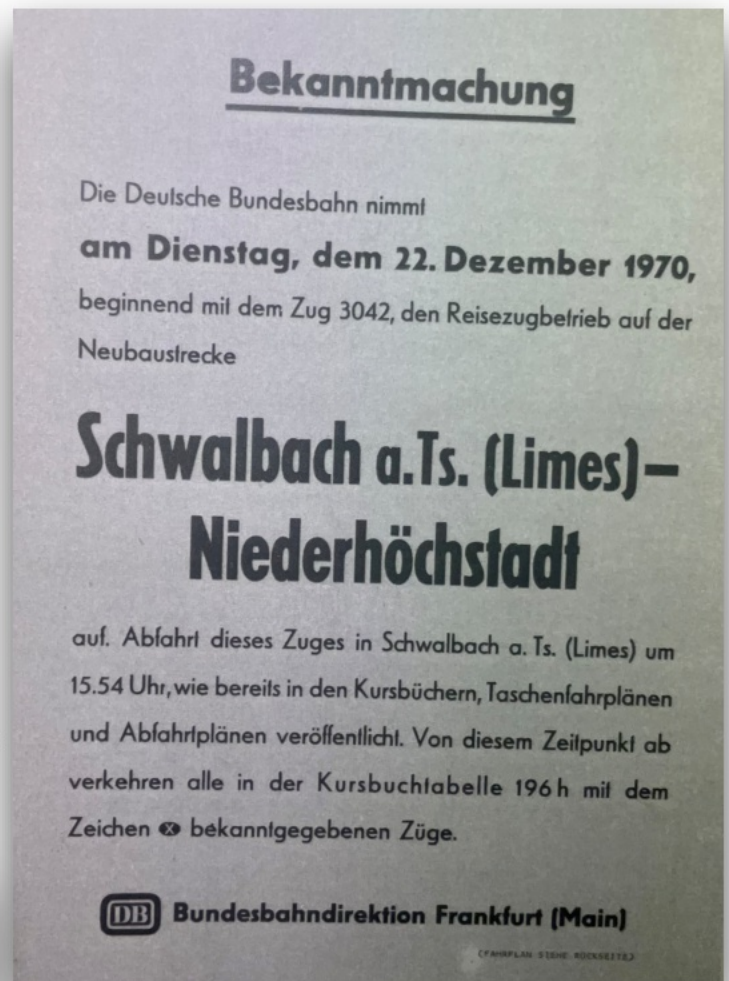 Bekanntmachung
Die Deutsche Bundesbahn nimmt
am Dienstag, dem 22. Dezember 1970,
beginnend mit dem Zug 3042, den Reisezugbetrieb auf der
Neubaustrecke
Schwalbach a.Ts. (Limes)–
Niederhöchstadt
auf. Abfahrt dieses Zuges in Schwalbach a. Ts. (Limes) um
15.54 Uhr, wie bereits in den Kursbüchern, Taschenfahrplänen
und Abfahrtplänen veröffentlicht. Von diesem Zeitpunkt ab
verkehren alle in der Kursbuchtabelle 196 h mit dem
Zeichen ⓧ bekanntgegebenen Züge.
DB Bundesbahndirektion Frankfurt (Main)
(FAHRPLAN SIEHE RÜCKSEITE)